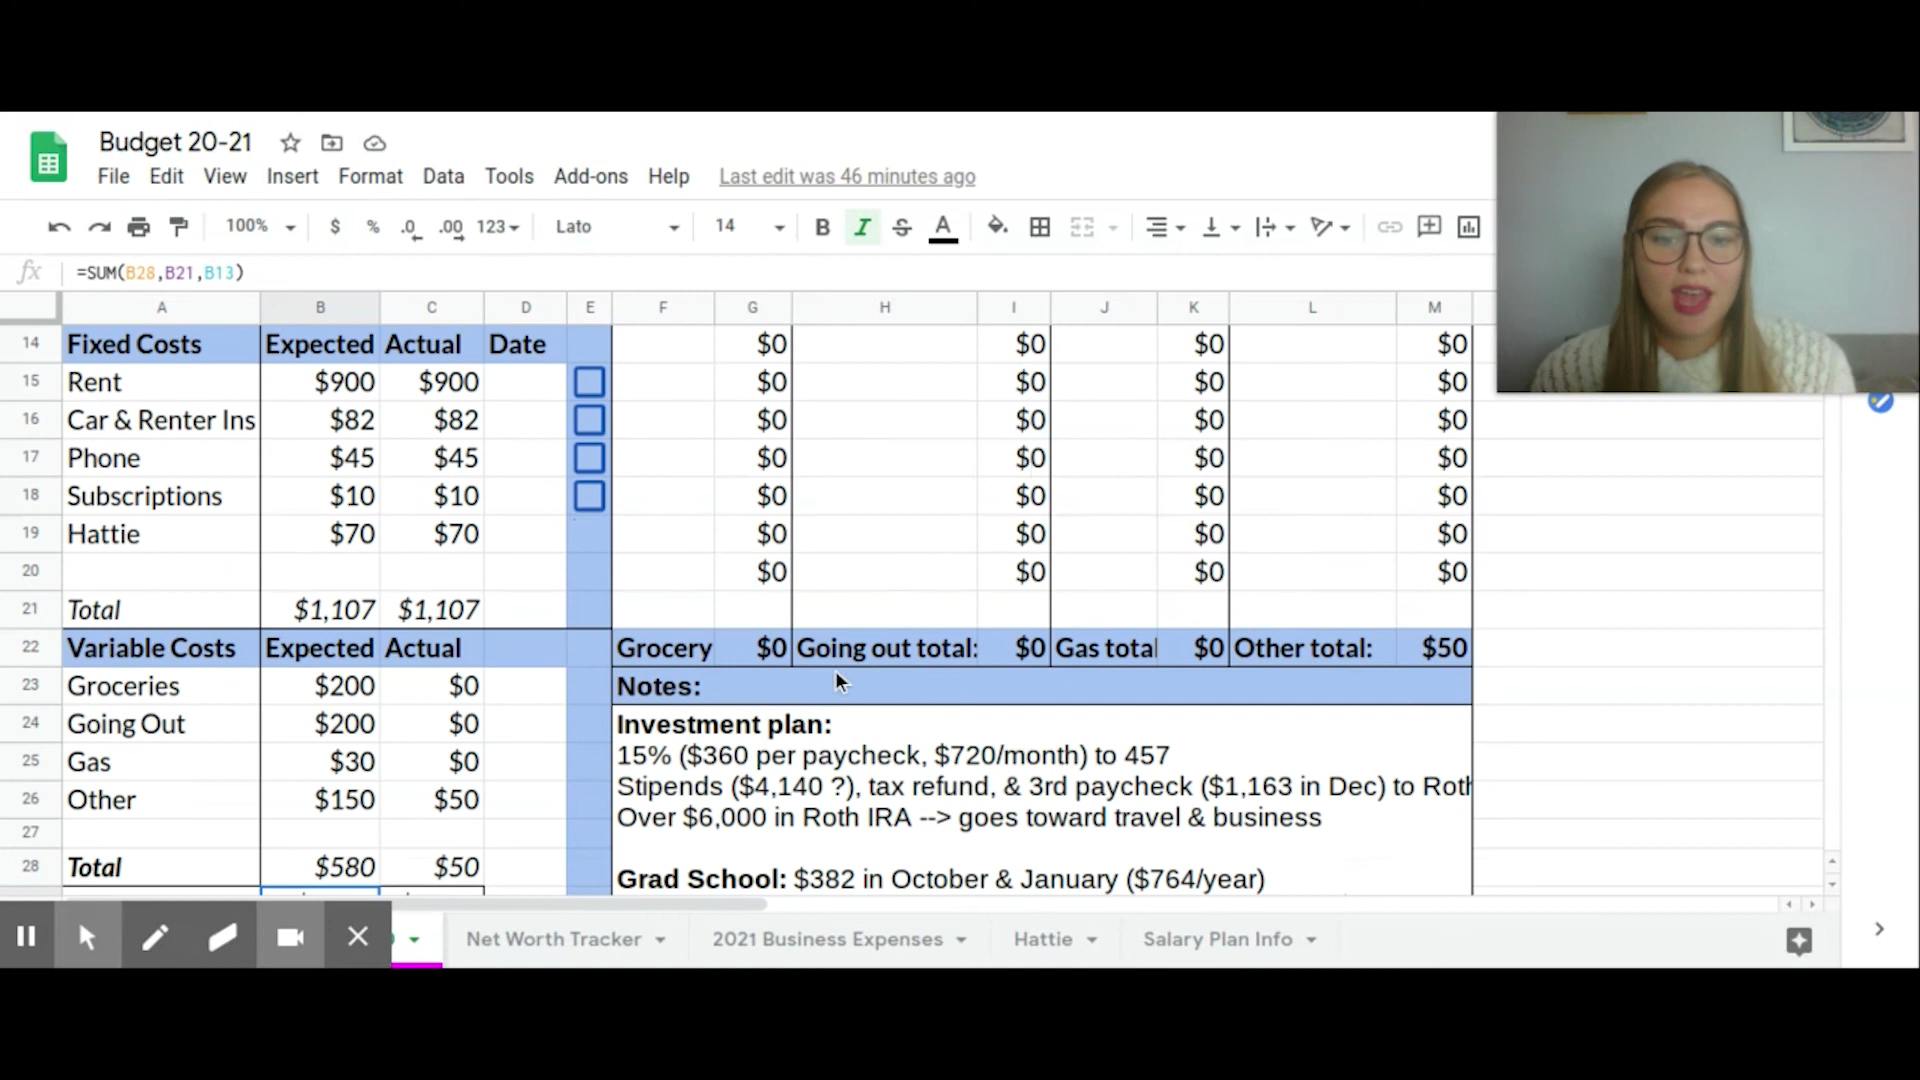 Budget 20-21
File Edit View Insert Format Data Tools Add-ons Help Last edit was 46 minutes ago
100% $ % .0 .00 123 Lato 14 B I S A
fx =SUM(B28,B21,B13)
A B C D E F G H I J K L M
14 Fixed Costs Expected Actual Date $0 $0 $0 $0
15 Rent $900 $900 $0 $0 $0 $0
16 Car & Renter Ins $82 $82 $0 $0 $0 $0
17 Phone $45 $45 $0 $0 $0 $0
18 Subscriptions $10 $10 $0 $0 $0 $0
19 Hattie $70 $70 $0 $0 $0 $0
20 $0 $0 $0 $0
21 Total $1,107 $1,107
22 Variable Costs Expected Actual Grocery $0 Going out total: $0 Gas total $0 Other total: $50
23 Groceries $200 $0 Notes:
24 Going Out $200 $0 Investment plan:
15% ($360 per paycheck, $720/month) to 457
25 Gas $30 $0
Stipends ($4,140 ?), tax refund, & 3rd paycheck ($1,163 in Dec) to Roth
26 Other $150 $50
Over $6,000 in Roth IRA --> goes toward travel & business
27
28 Total $580 $50
Grad School: $382 in October & January ($764/year)
Net Worth Tracker 2021 Business Expenses Hattie Salary Plan Info